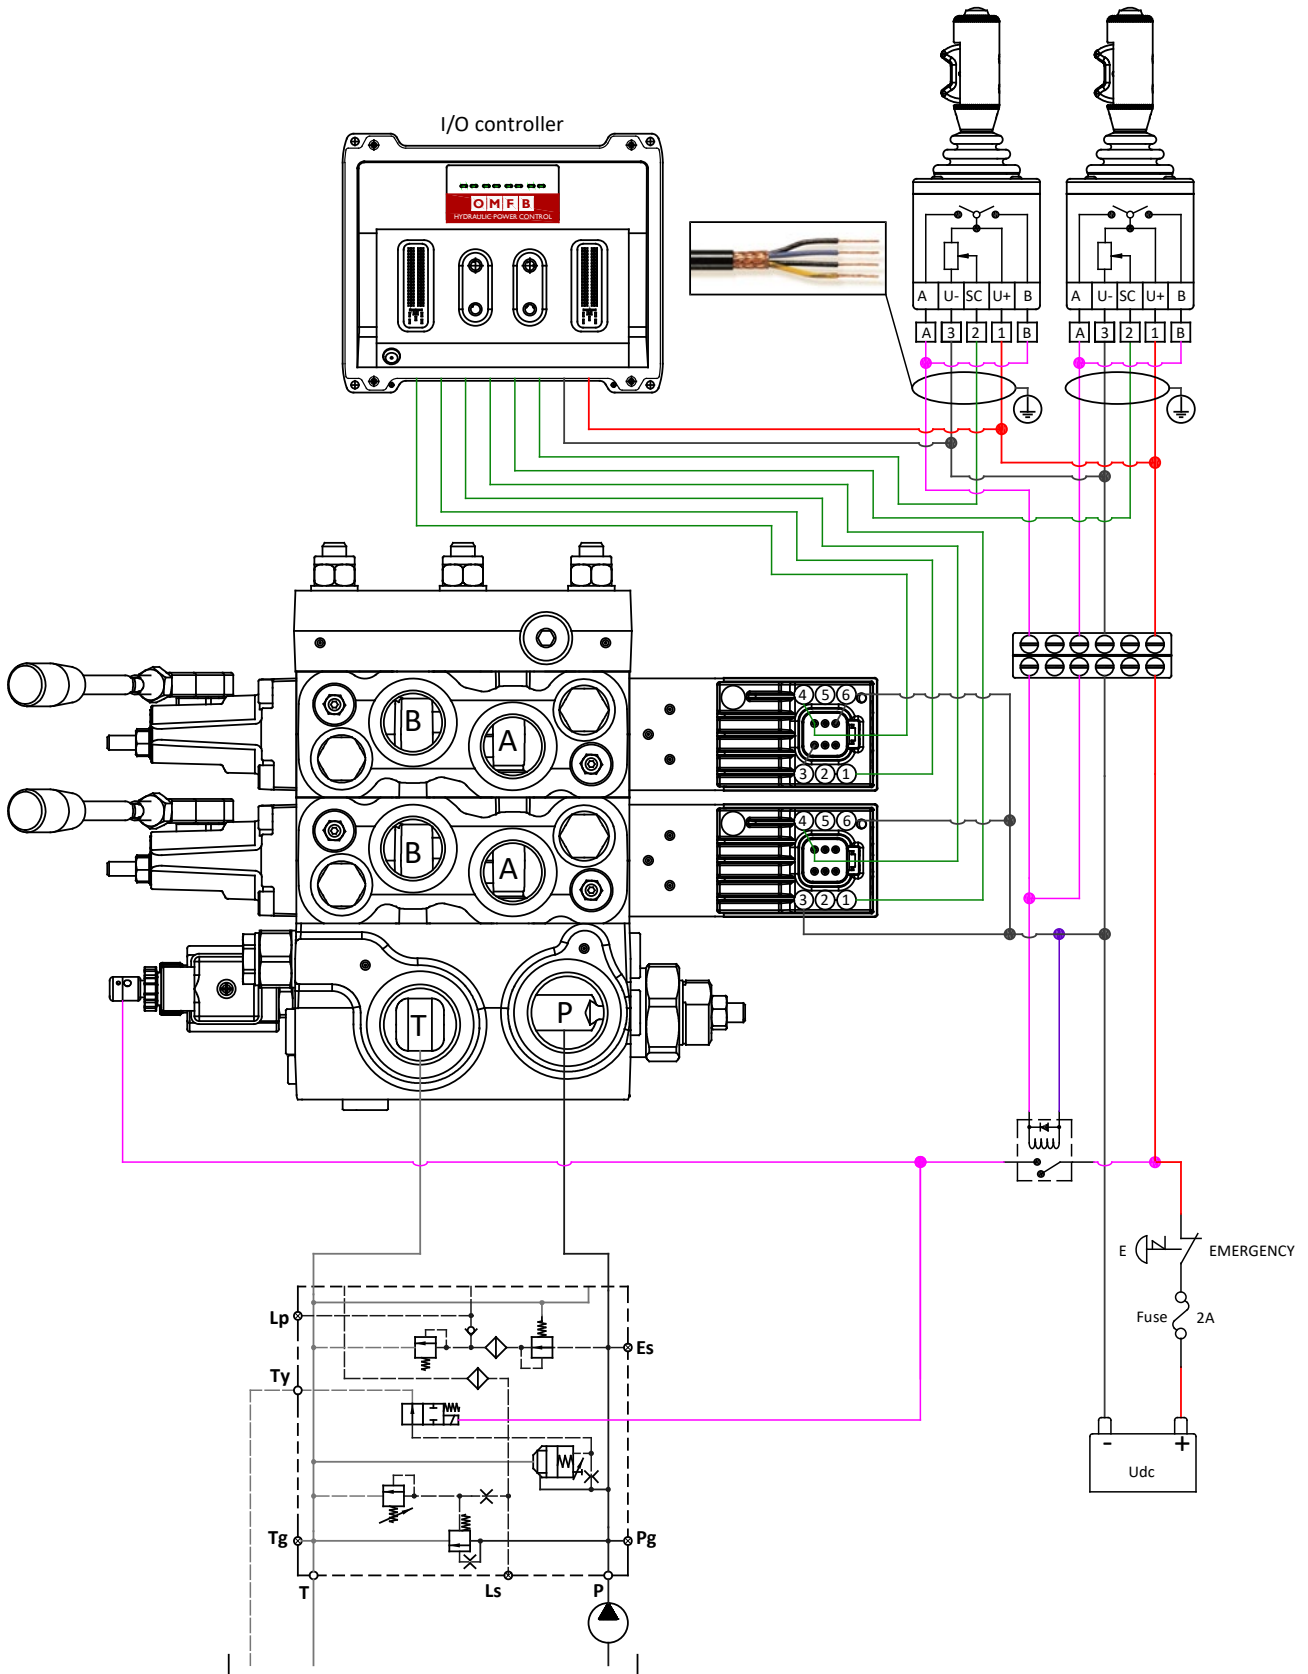 I/O controller
OMFB
HYDRAULIC POWER CONTROL
A U- SC U+ B
A 3 2 1 B
A U- SC U+ B
A 3 2 1 B
B
A
4 5 6
3 2 1
B
A
4 5 6
3 2 1
T
P
E
EMERGENCY
Fuse
2A
- +
Udc
Lp
Es
Ty
Tg
Pg
T
Ls
P